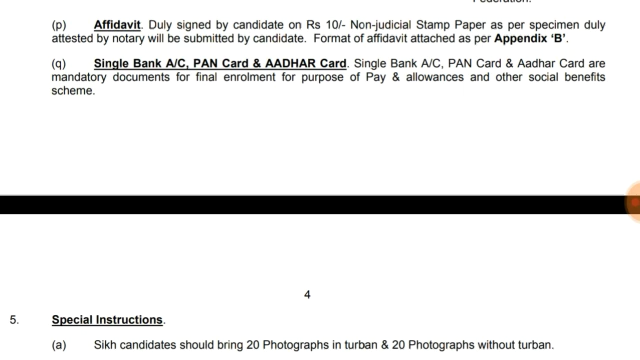 (p) Affidavit. Duly signed by candidate on Rs 10/- Non-judicial Stamp Paper as per specimen duly
attested by notary will be submitted by candidate. Format of affidavit attached as per Appendix ‘B’.
(q) Single Bank A/C, PAN Card & AADHAR Card. Single Bank A/C, PAN Card & Aadhar Card are
mandatory documents for final enrolment for purpose of Pay & allowances and other social benefits
scheme.
4
5. Special Instructions.
(a) Sikh candidates should bring 20 Photographs in turban & 20 Photographs without turban.